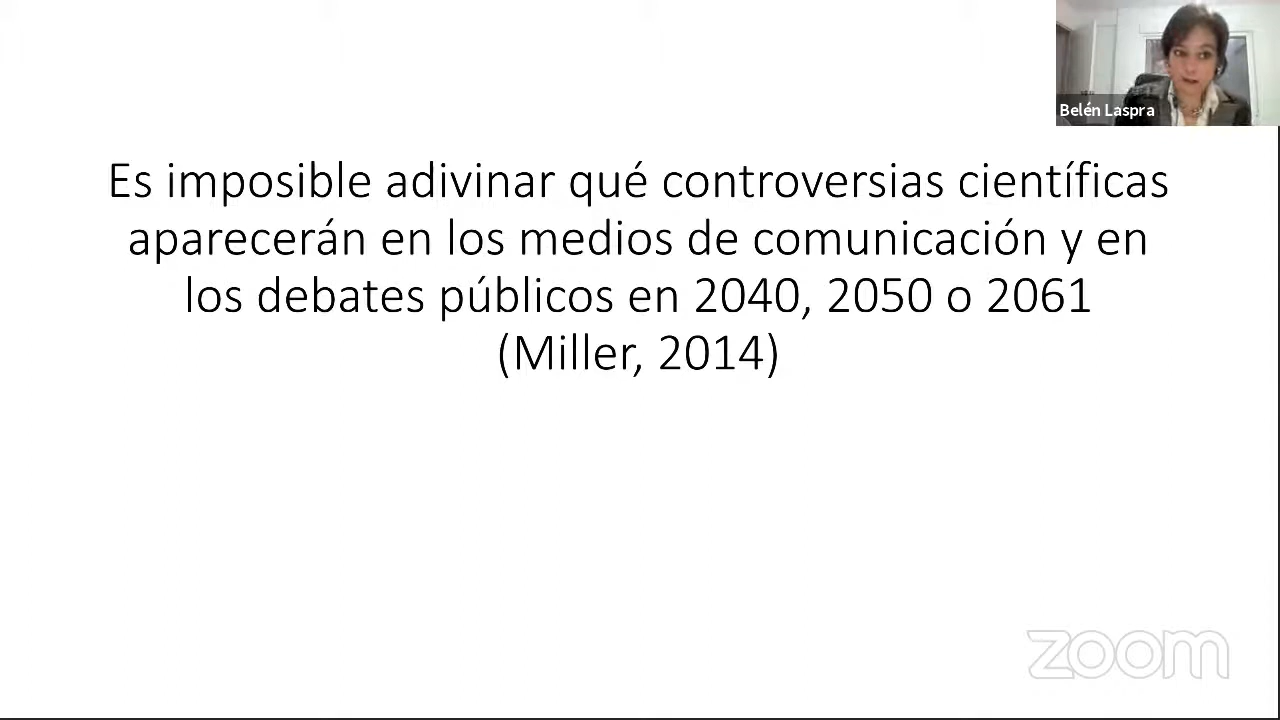 Belén Laspra
Es imposible adivinar qué controversias científicas
aparecerán en los medios de comunicación y en
los debates públicos en 2040, 2050 o 2061
(Miller, 2014)
zoom